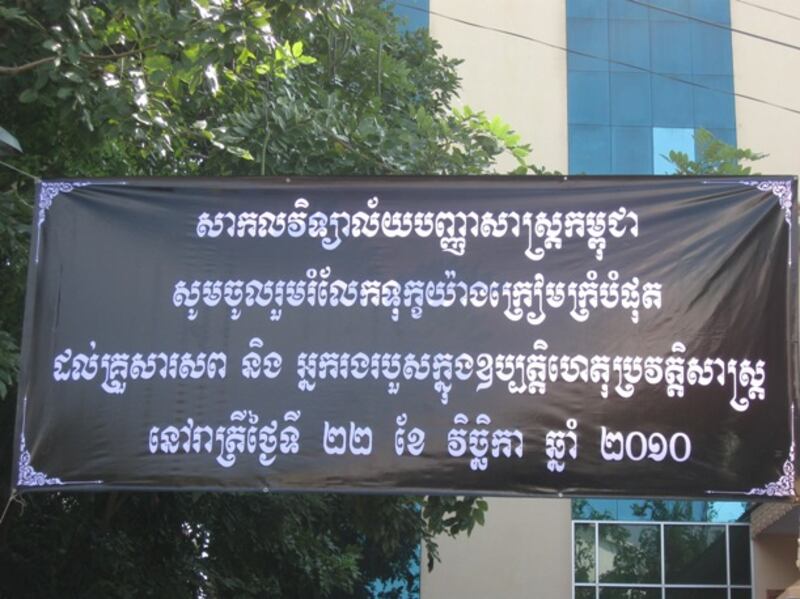 សាកលវិទ្យាល័យបញ្ញាសាស្ត្រកម្ពុជា
សូមចូលរួមរំលែកទុក្ខយ៉ាងក្រៀមក្រំបំផុត
ដល់គ្រួសារសព និង អ្នករងរបួសក្នុងឧប្បត្តិហេតុប្រវត្តិសាស្ត្រ
នៅរាត្រីថ្ងៃទី ២២ ខែ វិច្ឆិកា ឆ្នាំ ២០១០